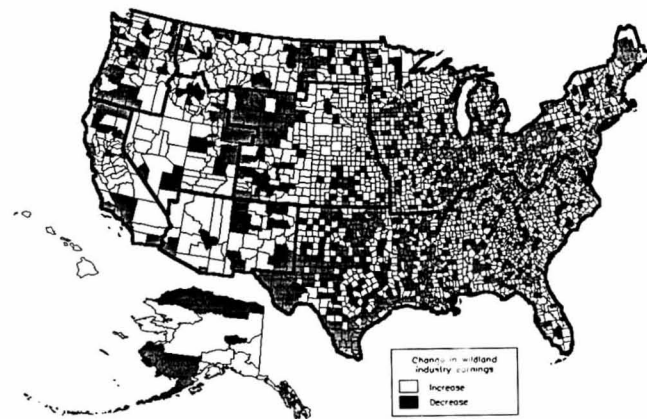 Change in wildland
industry earnings
Increase
Decrease